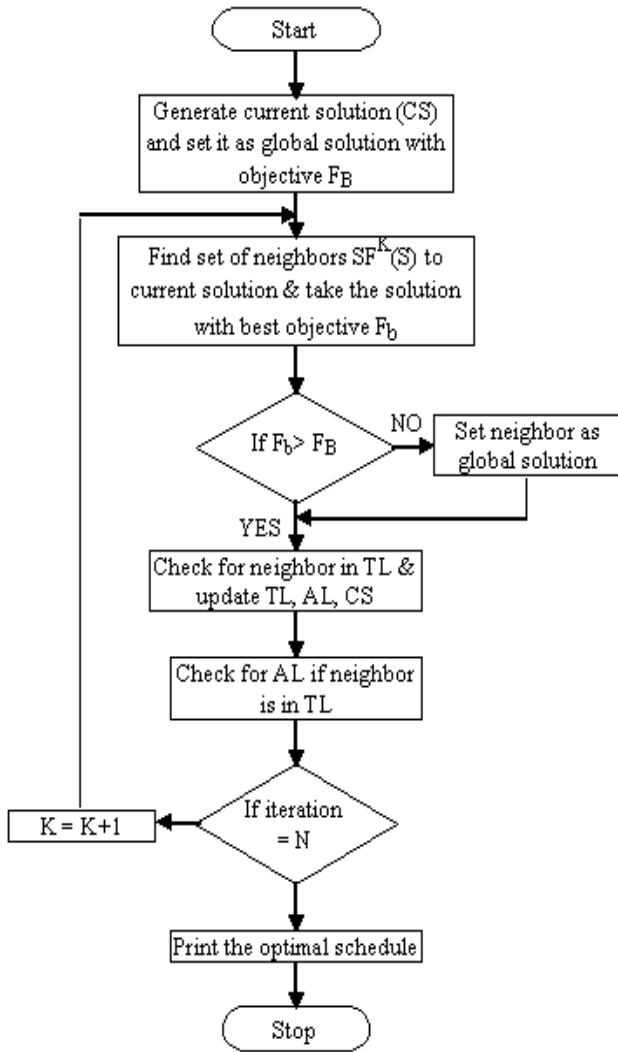 Start
Generate current solution (CS)
and set it as global solution with
objective F_B
Find set of neighbors SF^K(S) to
current solution & take the solution
with best objective F_b
If F_b> F_B
NO
Set neighbor as
global solution
YES
Check for neighbor in TL &
update TL, AL, CS
Check for AL if neighbor
is in TL
If iteration
= N
K = K+1
Print the optimal schedule
Stop